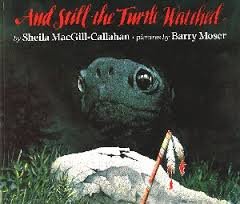 And Still the Turtle Watched
by Sheila MacGill-Callahan • pictures by Barry Moser